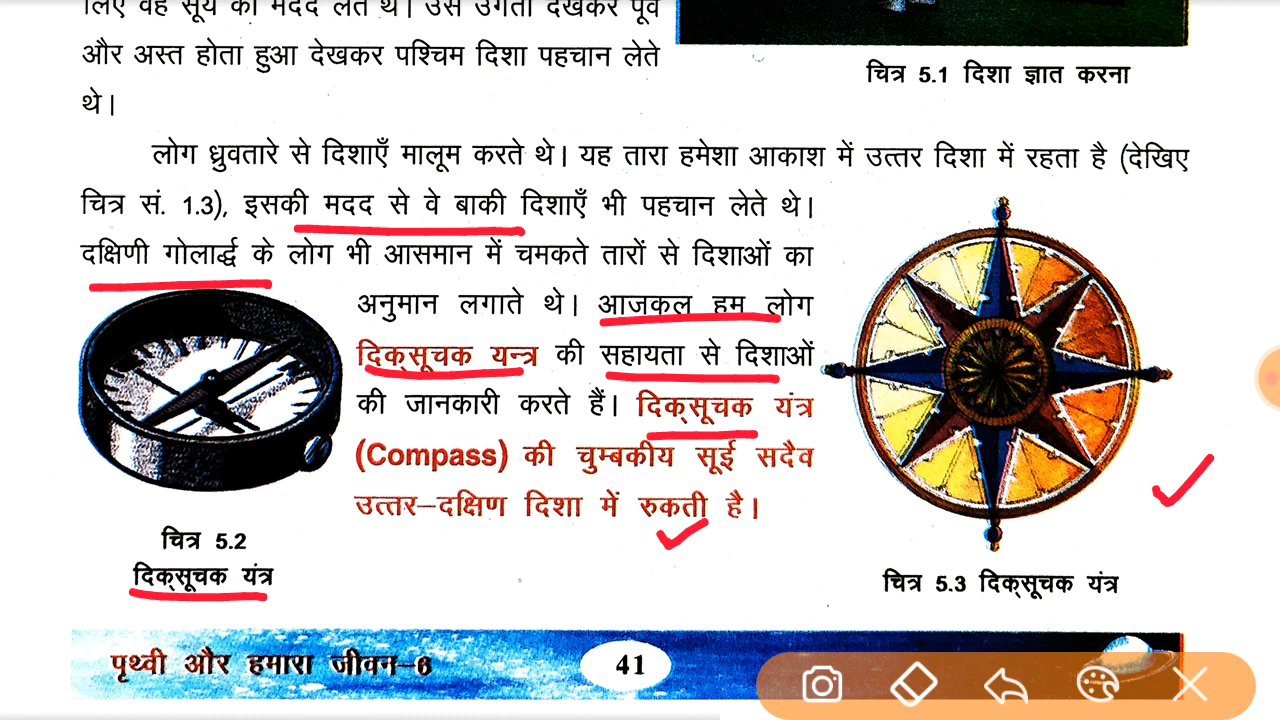 लिए वह सूर्य की मदद लेते थे। उसे उगता देखकर पूर्व
और अस्त होता हुआ देखकर पश्चिम दिशा पहचान लेते
थे।
चित्र 5.1 दिशा ज्ञात करना
लोग ध्रुवतारे से दिशाएँ मालूम करते थे। यह तारा हमेशा आकाश में उत्तर दिशा में रहता है (देखिए
चित्र सं. 1.3), इसकी मदद से वे बाकी दिशाएँ भी पहचान लेते थे।
दक्षिणी गोलार्द्ध के लोग भी आसमान में चमकते तारों से दिशाओं का
अनुमान लगाते थे। आजकल हम लोग
दिक्सूचक यन्त्र की सहायता से दिशाओं
की जानकारी करते हैं। दिक्सूचक यंत्र
(Compass) की चुम्बकीय सूई सदैव
उत्तर–दक्षिण दिशा में रुकती है।
चित्र 5.2
दिक्सूचक यंत्र
चित्र 5.3 दिक्सूचक यंत्र
पृथ्वी और हमारा जीवन–6
41